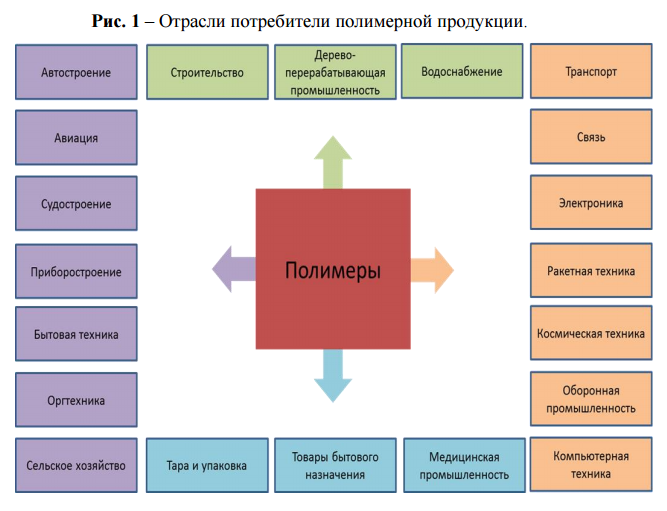 Рис. 1 – Отрасли потребители полимерной продукции.
Автостроение
Строительство
Дерево-
перерабатывающая
промышленность
Водоснабжение
Транспорт
Авиация
Связь
Судостроение
Электроника
Приборостроение
Полимеры
Ракетная техника
Бытовая техника
Космическая техника
Оргтехника
Оборонная
промышленность
Сельское хозяйство
Тара и упаковка
Товары бытового
назначения
Медицинская
промышленность
Компьютерная
техника